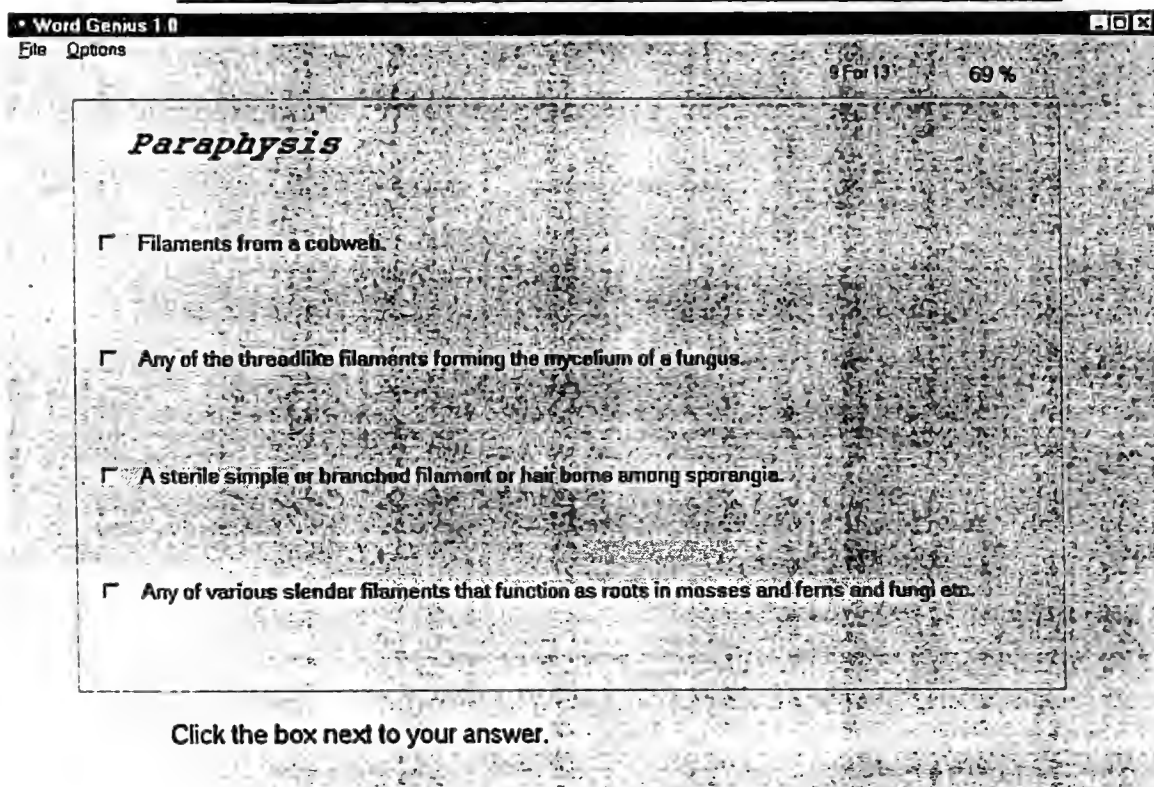 Word Genius 1.0
File Options
9 For 13 69 %
Paraphysis
Filaments from a cobweb.
Any of the threadlike filaments forming the mycelium of a fungus.
A sterile simple or branched filament or hair borne among sporangia.
Any of various slender filaments that function as roots in mosses and ferns and fungi etc.
Click the box next to your answer.